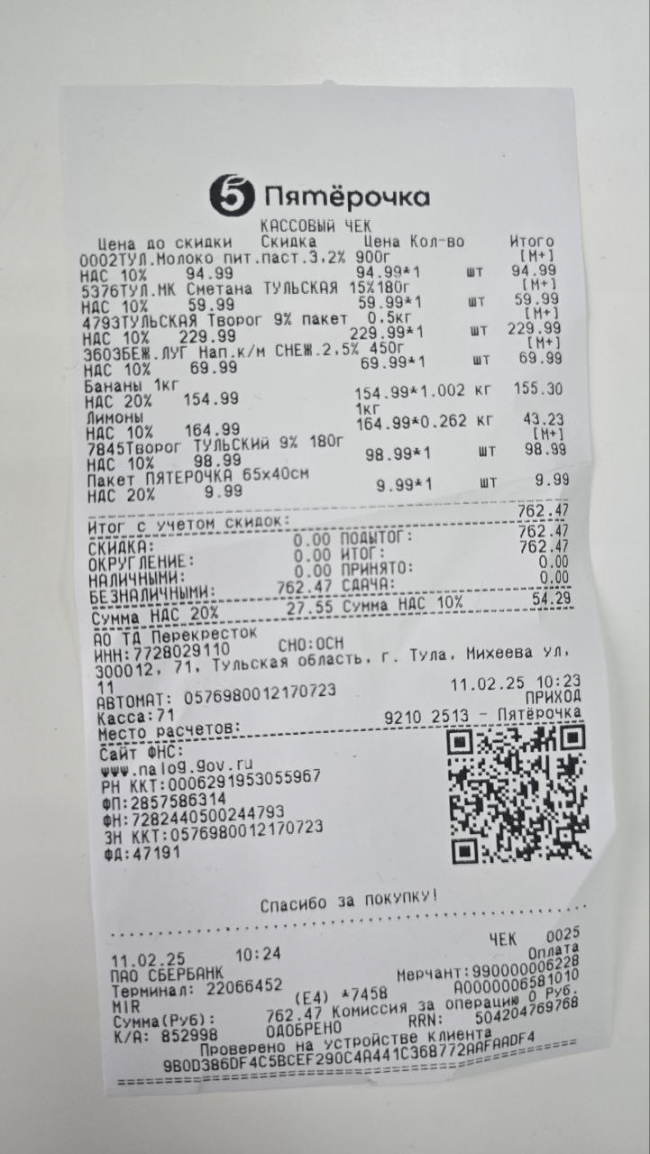 5 Пятёрочка
КАССОВЫЙ ЧЕК
Цена до скидки Скидка Цена Кол-во Итого
0002ТУЛ.Молоко пит.паст.3,2% 900г [М+]
НДС 10% 94.99 94.99*1 шт 94.99
5376ТУЛ.МК Сметана ТУЛЬСКАЯ 15%180г [М+]
НДС 10% 59.99 59.99*1 шт 59.99
4793ТУЛЬСКАЯ Творог 9% пакет 0,5кг [М+]
НДС 10% 229.99 229.99*1 шт 229.99
3603БЕЖ.ЛУГ Нап.к/м СНЕЖ.2,5% 450г [М+]
НДС 10% 69.99 69.99*1 шт 69.99
Бананы 1кг
НДС 20% 154.99 154.99*1.002 кг 155.30
Лимоны 1кг
НДС 10% 164.99 164.99*0.262 кг 43.23
7845Творог ТУЛЬСКИЙ 9% 180г [М+]
НДС 10% 98.99 98.99*1 шт 98.99
Пакет ПЯТЕРОЧКА 65х40см
НДС 20% 9.99 9.99*1 шт 9.99
Итог с учетом скидок: 762.47
СКИДКА: 0.00 ПОДЫТОГ: 762.47
ОКРУГЛЕНИЕ: 0.00 ИТОГ: 762.47
НАЛИЧНЫМИ: 0.00 ПРИНЯТО: 0.00
БЕЗНАЛИЧНЫМИ: 762.47 СДАЧА: 0.00
Сумма НДС 20% 27.55 Сумма НДС 10% 54.29
АО ТД Перекресток
ИНН:7728029110 СНО:ОСН
300012, 71, Тульская область, г. Тула, Михеева ул,
11
АВТОМАТ: 0576980012170723 11.02.25 10:23
Касса:71 ПРИХОД
Место расчетов: 9210 2513 - Пятёрочка
Сайт ФНС:
www.nalog.gov.ru
РН ККТ:0006291953055967
ФП:2857586314
ФН:7282440500244793
ЗН ККТ:0576980012170723
ФД:47191
Спасибо за покупку!
11.02.25 10:24 ЧЕК 0025
ПАО СБЕРБАНК Оплата
Терминал: 22066452 Мерчант:990000006228
MIR (E4) *7458 A0000006581010
Сумма(Руб): 762.47 Комиссия за операцию 0 Руб.
К/А: 852998 ОДОБРЕНО RRN: 504204769768
Проверено на устройстве клиента
9B0D386DF4C5BCEF290C4A441C368772AAFAADF4